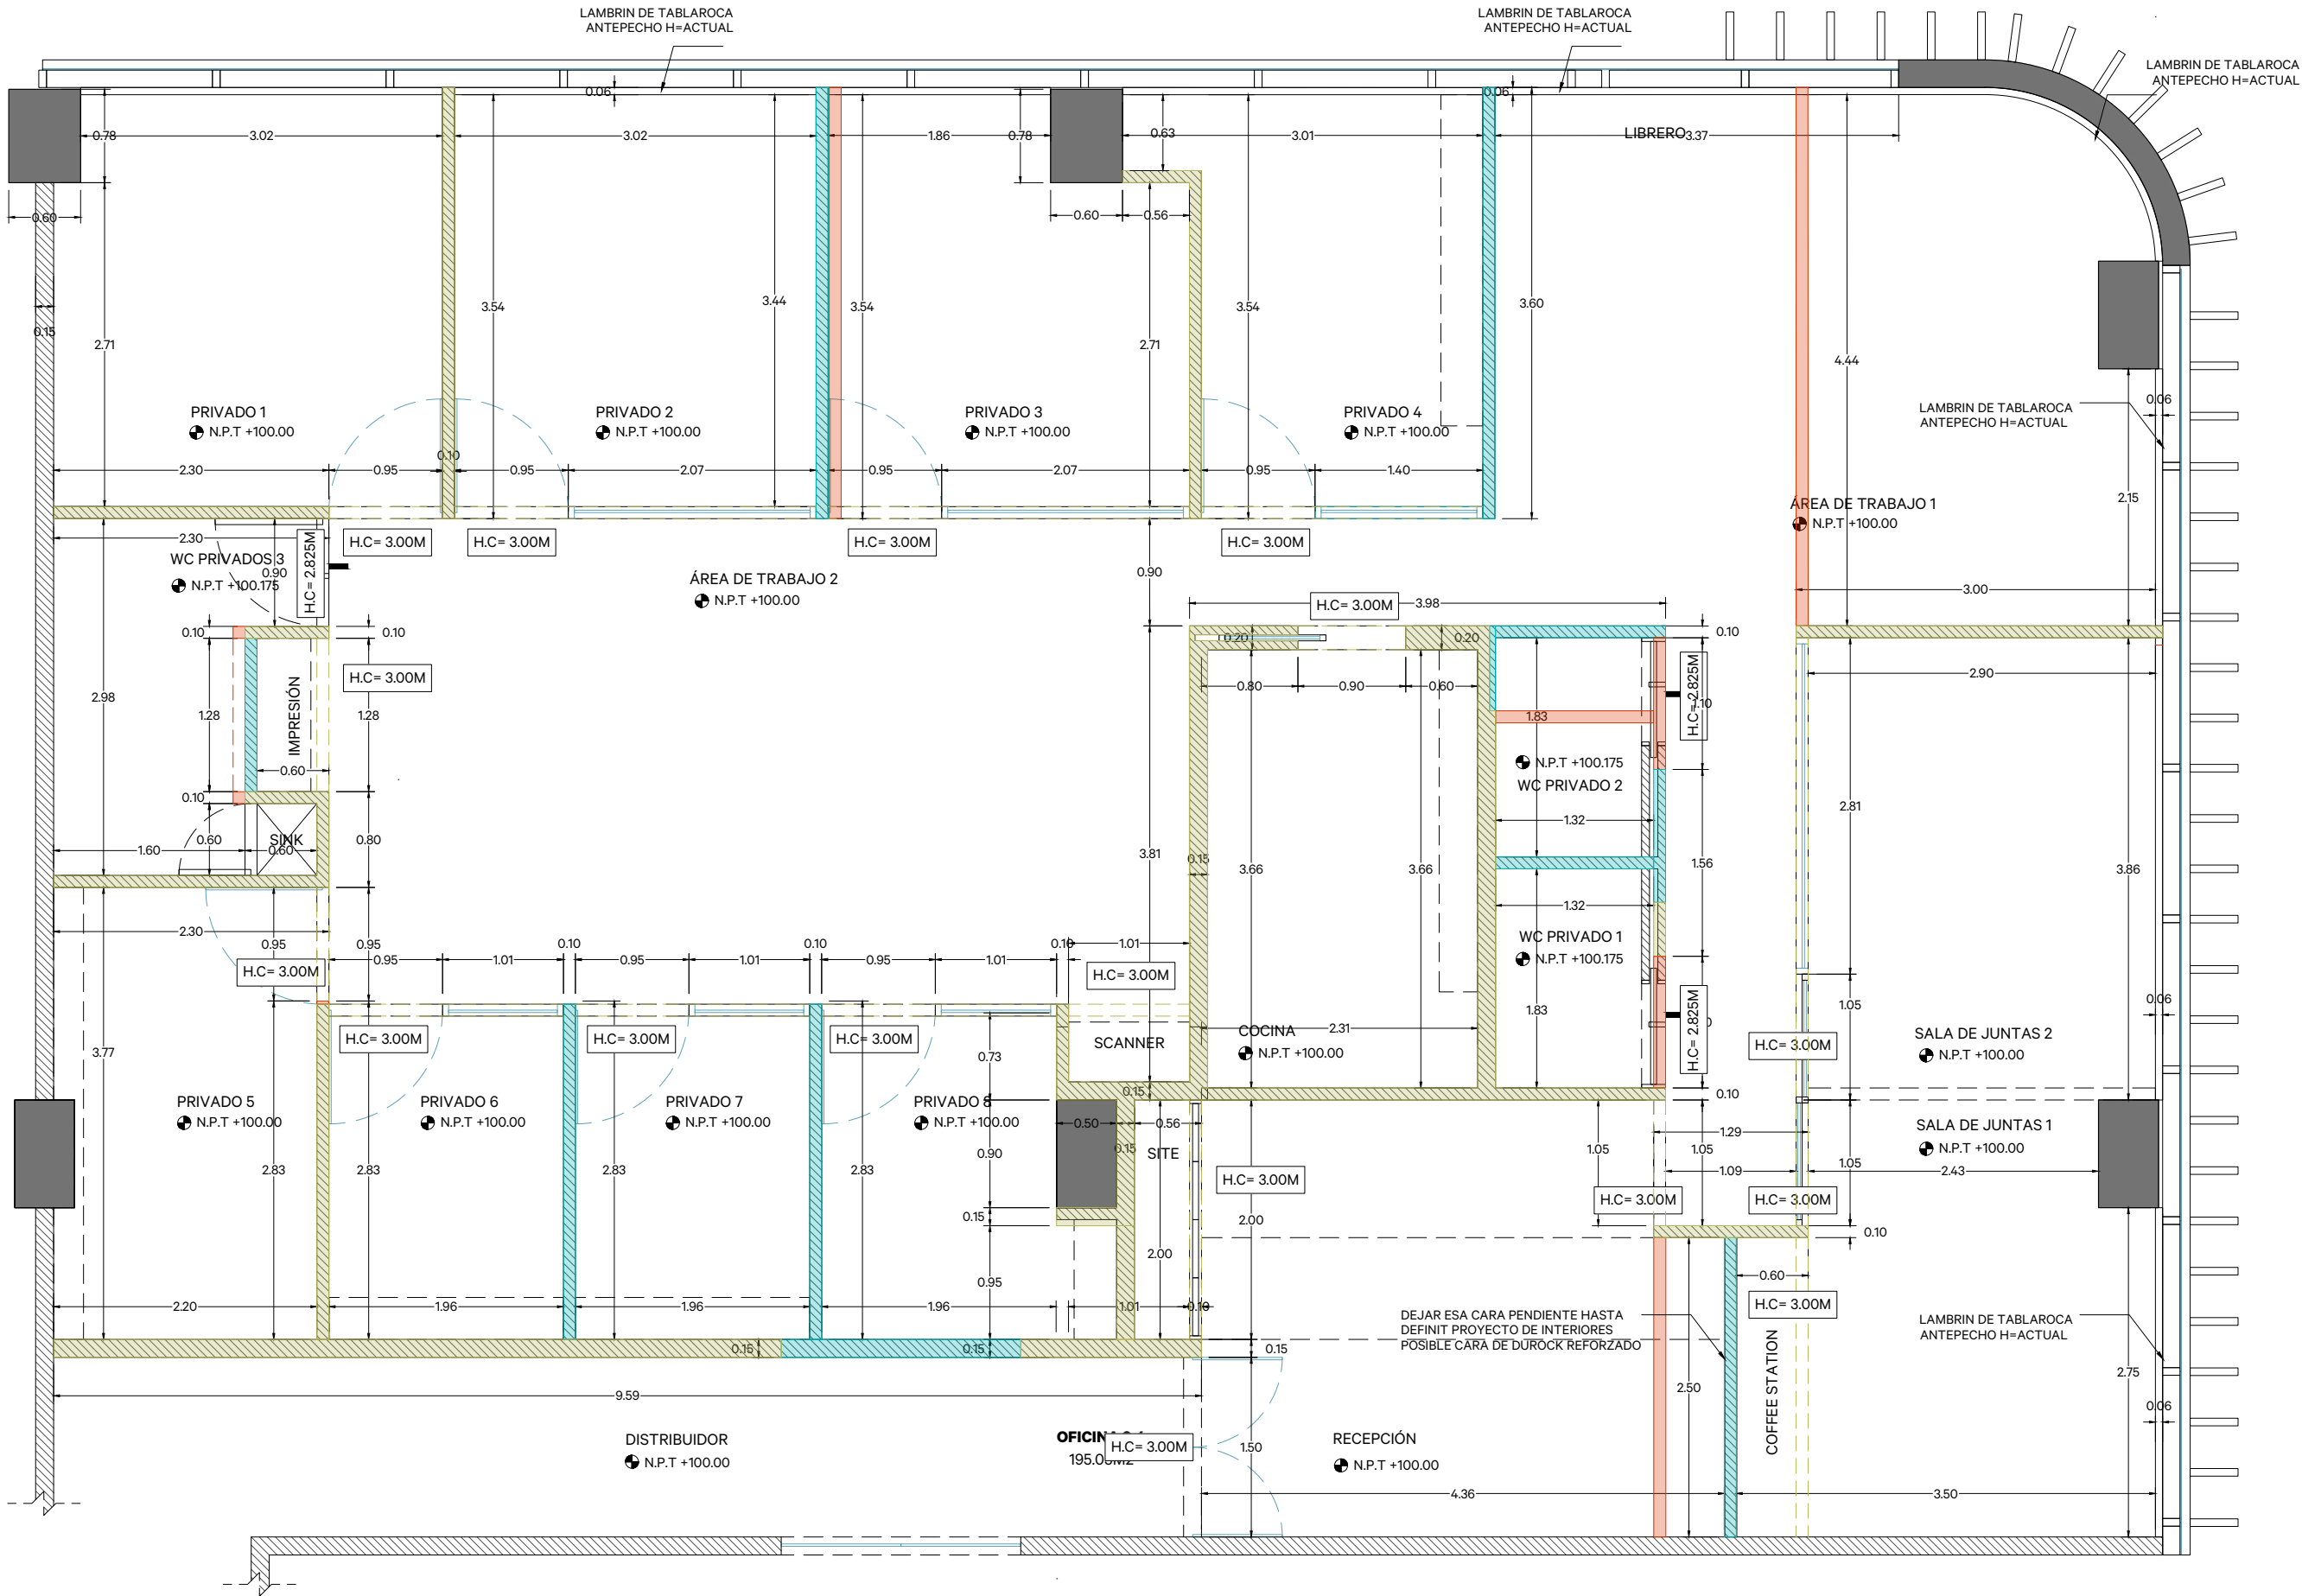 LAMBRIN DE TABLAROCA
ANTEPECHO H=ACTUAL
LAMBRIN DE TABLAROCA
ANTEPECHO H=ACTUAL
LAMBRIN DE TABLAROCA
ANTEPECHO H=ACTUAL
0.06
0.06
0.78
3.02
3.02
1.86
0.78
0.63
3.01
LIBRERO
3.37
0.60
0.60
0.56
0.15
2.71
3.54
3.44
3.54
2.71
3.54
3.60
4.44
PRIVADO 1
N.P.T +100.00
PRIVADO 2
N.P.T +100.00
PRIVADO 3
N.P.T +100.00
PRIVADO 4
N.P.T +100.00
0.06
LAMBRIN DE TABLAROCA
ANTEPECHO H=ACTUAL
2.30
0.95
0.10
0.95
2.07
0.95
2.07
0.95
1.40
ÁREA DE TRABAJO 1
N.P.T +100.00
2.15
2.30
H.C= 3.00M
H.C= 3.00M
H.C= 3.00M
H.C= 3.00M
WC PRIVADOS 3
N.P.T +100.175
0.90
H.C= 2.825M
ÁREA DE TRABAJO 2
N.P.T +100.00
0.90
3.00
H.C= 3.00M
3.98
0.10
0.10
0.20
0.20
0.10
H.C= 3.00M
0.80
0.90
0.60
2.90
H.C= 2.825M
1.10
2.98
1.28
IMPRESIÓN
1.28
1.83
0.60
N.P.T +100.175
WC PRIVADO 2
0.10
2.81
1.32
SINK
1.60
0.60
0.60
0.80
3.81
0.15
3.66
3.66
1.56
3.86
2.30
0.95
0.95
0.95
1.01
0.10
0.95
1.01
0.10
0.95
1.01
0.10
1.01
1.32
WC PRIVADO 1
N.P.T +100.175
H.C= 3.00M
H.C= 3.00M
0.06
1.05
1.83
H.C= 2.825M
H.C= 3.00M
H.C= 3.00M
H.C= 3.00M
0.73
SCANNER
COCINA
2.31
N.P.T +100.00
H.C= 3.00M
SALA DE JUNTAS 2
N.P.T +100.00
3.77
0.15
0.10
PRIVADO 5
N.P.T +100.00
PRIVADO 6
N.P.T +100.00
PRIVADO 7
N.P.T +100.00
PRIVADO 8
N.P.T +100.00
0.50
0.56
0.15
SITE
0.90
1.05
1.29
1.05
1.09
1.05
SALA DE JUNTAS 1
N.P.T +100.00
2.43
2.83
2.83
2.83
2.83
H.C= 3.00M
H.C= 3.00M
H.C= 3.00M
0.15
2.00
2.00
0.10
0.95
0.60
H.C= 3.00M
2.20
1.96
1.96
1.96
1.01
DEJAR ESA CARA PENDIENTE HASTA
DEFINIT PROYECTO DE INTERIORES
POSIBLE CARA DE DUROCK REFORZADO
LAMBRIN DE TABLAROCA
ANTEPECHO H=ACTUAL
0.15
0.15
0.15
9.59
2.50
COFFEE STATION
2.75
0.06
DISTRIBUIDOR
N.P.T +100.00
H.C= 3.00M
1.50
RECEPCIÓN
N.P.T +100.00
4.36
3.50